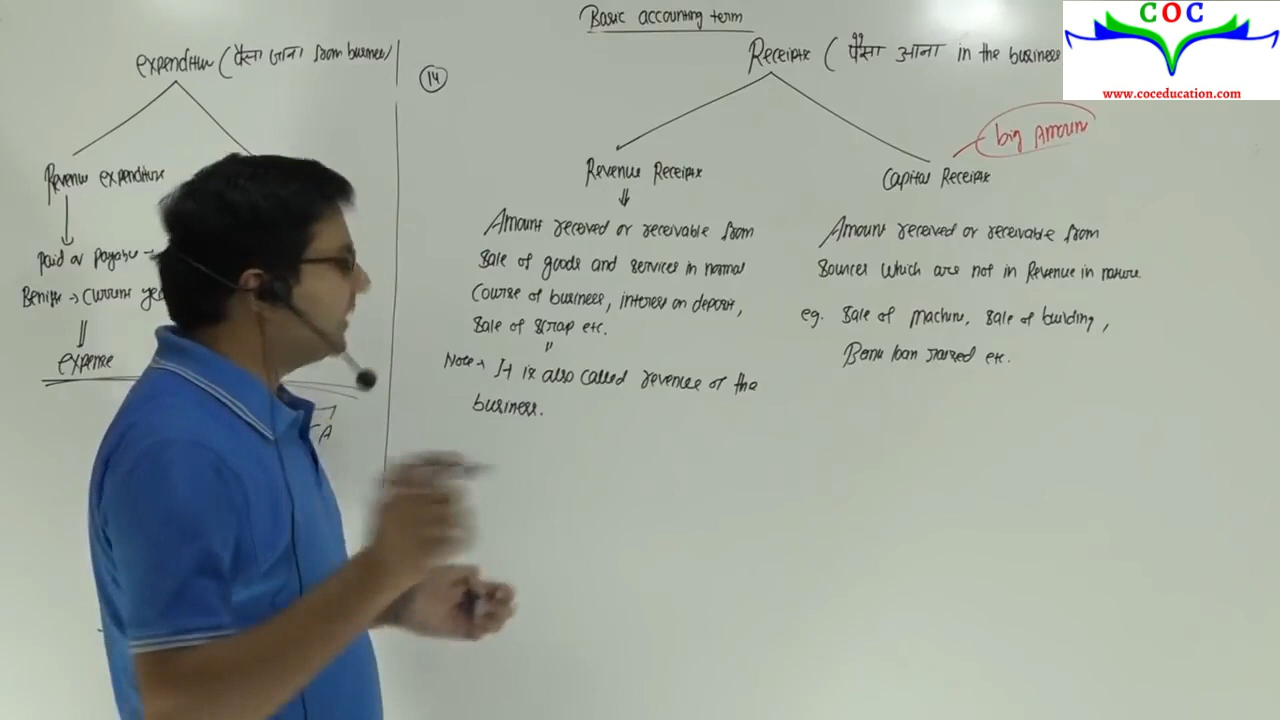 Basic accounting term
COC
www.coceducation.com
expenditure (पैसा जाना from business)
Revenue expenditure
Paid or payable →
Benifit → Current yea
expense
14
Receipts ( पैसा आना in the business
Revenue Receipts
Amount received or receivable from
Sale of goods and services in normal
Course of business, interest on deposit,
Sale of scrap etc.
Note → It is also called revenue of the
business.
big Amount
Capital Receipts
Amount received or receivable from
Sources which are not in Revenue in nature.
eg. Sale of machine, Sale of building,
Bank loan raised etc.